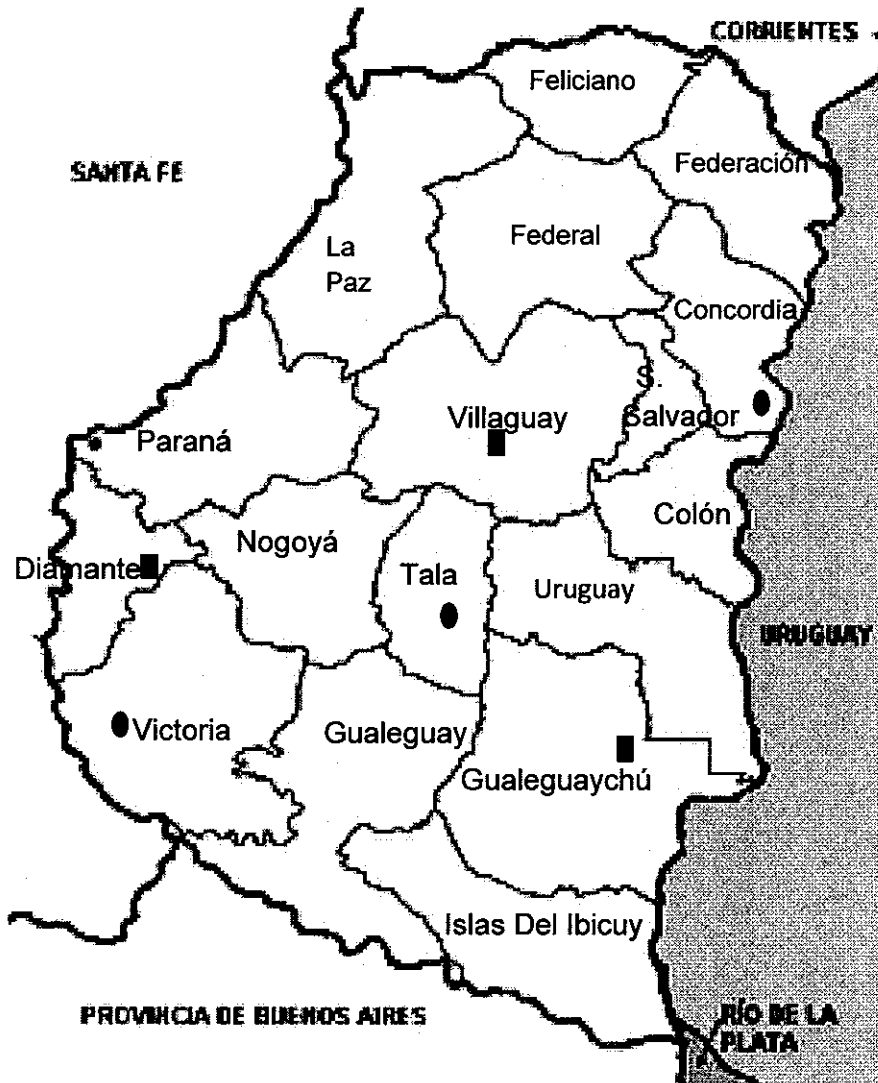 CORRIENTES
Feliciano
SANTA FE
Federación
Federal
La
Paz
Concordia
S.
Salvador
Villaguay
Paraná
Colón
Nogoyá
Diamante
Tala
Uruguay
URUGUAY
Victoria
Gualeguay
Gualeguaychú
Islas Del Ibicuy
PROVINCIA DE BUENOS AIRES
RÍO DE LA
PLATA